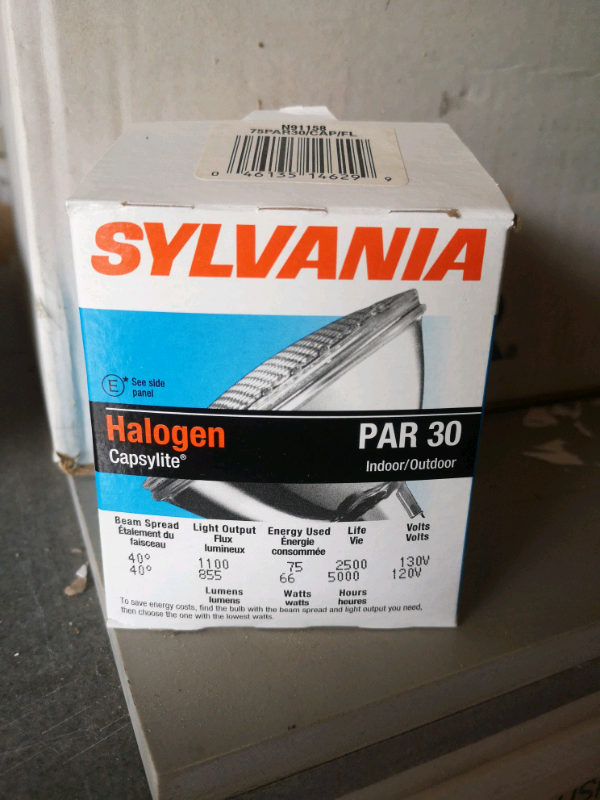 N91158
75PAR30/CAP/FL
0 46135 14629 9
SYLVANIA
E* See side
panel
Halogen
PAR 30
Capsylite®
Indoor/Outdoor
Beam Spread Light Output Energy Used Life Volts
Étalement du Flux Énergie Vie Volts
faisceau lumineux consommée
40° 1100 75 2500 130V
40° 855 66 5000 120V
Lumens Watts Hours
lumens watts heures
To save energy costs, find the bulb with the beam spread and light output you need,
then choose the one with the lowest watts.